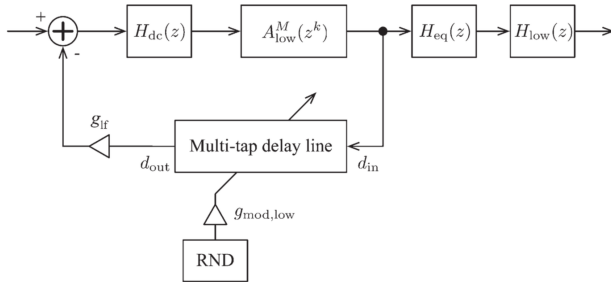 +
-
H_dc(z)
A^M_low(z^k)
H_eq(z)
H_low(z)
g_lf
Multi-tap delay line
d_out
d_in
g_mod,low
RND